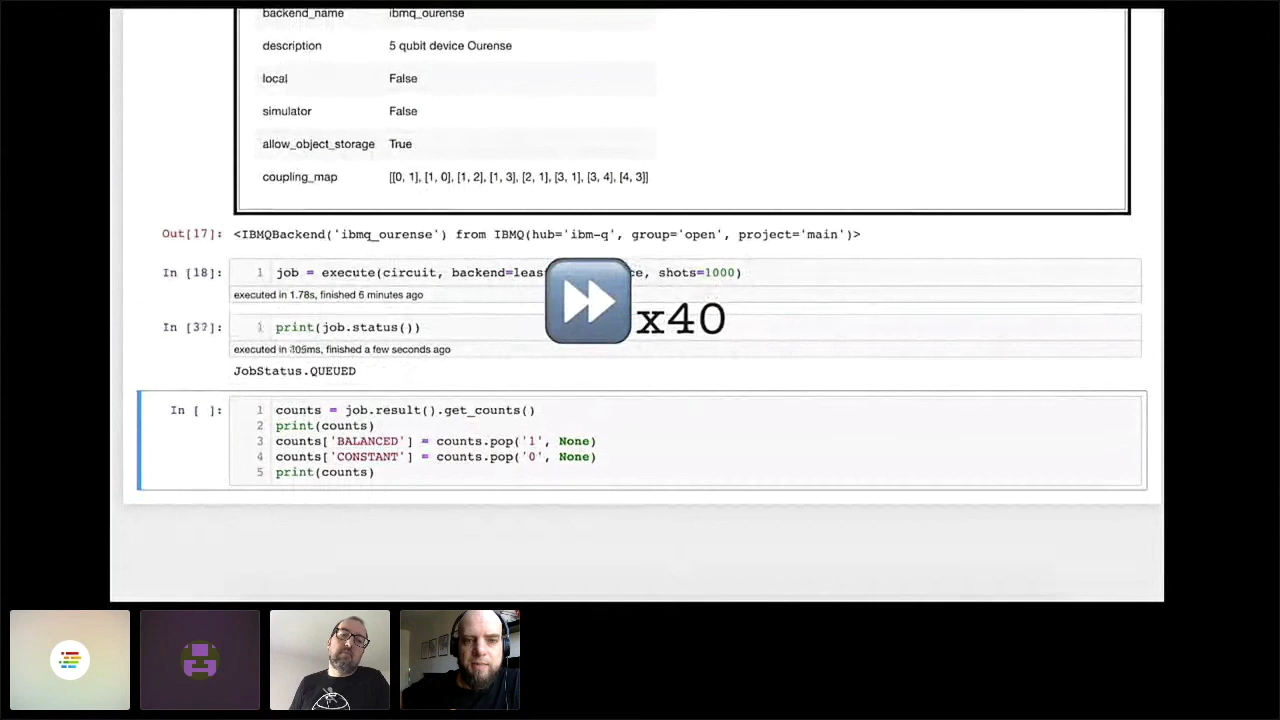 backend_name ibmq_ourense
description 5 qubit device Ourense
local False
simulator False
allow_object_storage True
coupling_map [[0, 1], [1, 0], [1, 2], [1, 3], [2, 1], [3, 1], [3, 4], [4, 3]]
Out[17]: <IBMQBackend('ibmq_ourense') from IBMQ(hub='ibm-q', group='open', project='main')>
In [18]: 1 job = execute(circuit, backend= shots=1000)
executed in 1.78s, finished 6 minutes ago
x40
1 print(job.status())
executed in finished a few seconds ago
JobStatus.QUEUED
In [ ]: 1 counts = job.result().get_counts()
2 print(counts)
3 counts['BALANCED'] = counts.pop('1', None)
4 counts['CONSTANT'] = counts.pop('0', None)
5 print(counts)